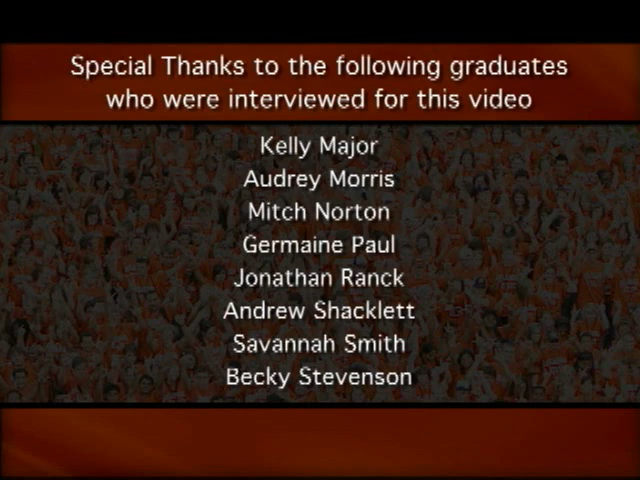 Special Thanks to the following graduates
who were interviewed for this video
Kelly Major
Audrey Morris
Mitch Norton
Germaine Paul
Jonathan Ranck
Andrew Shacklett
Savannah Smith
Becky Stevenson